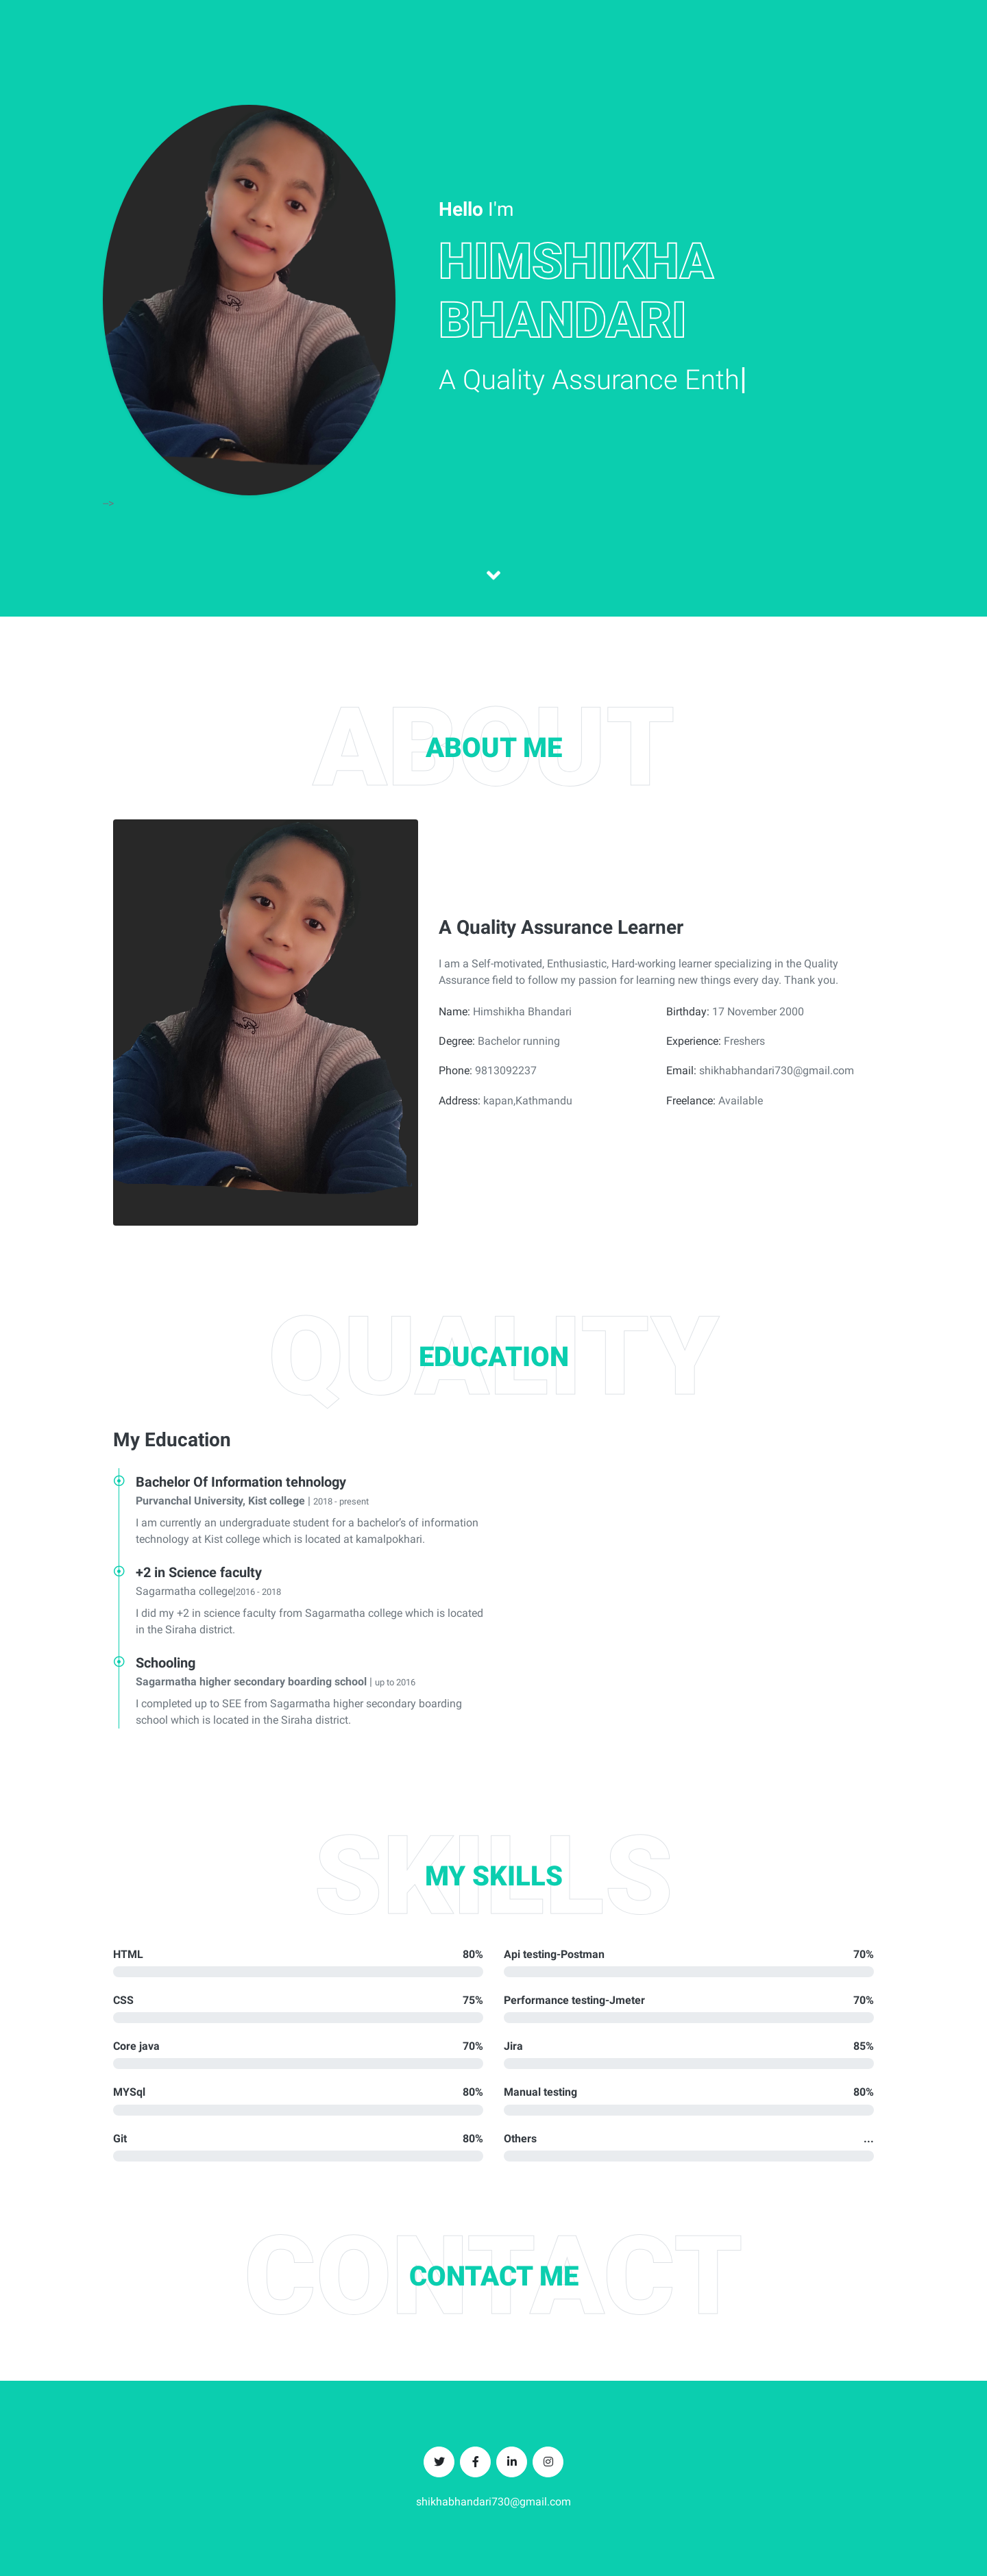 Hello I'm
HIMSHIKHA
BHANDARI
A Quality Assurance Enth|
-->
ABOUT
ABOUT ME
A Quality Assurance Learner
I am a Self-motivated, Enthusiastic, Hard-working learner specializing in the Quality
Assurance field to follow my passion for learning new things every day. Thank you.
Name: Himshikha Bhandari
Birthday: 17 November 2000
Degree: Bachelor running
Experience: Freshers
Phone: 9813092237
Email: shikhabhandari730@gmail.com
Address: kapan,Kathmandu
Freelance: Available
QUALITY
EDUCATION
My Education
Bachelor Of Information tehnology
Purvanchal University, Kist college | 2018 - present
I am currently an undergraduate student for a bachelor's of information
technology at Kist college which is located at kamalpokhari.
+2 in Science faculty
Sagarmatha college|2016 - 2018
I did my +2 in science faculty from Sagarmatha college which is located
in the Siraha district.
Schooling
Sagarmatha higher secondary boarding school | up to 2016
I completed up to SEE from Sagarmatha higher secondary boarding
school which is located in the Siraha district.
SKILLS
MY SKILLS
HTML 80%
Api testing-Postman 70%
CSS 75%
Performance testing-Jmeter 70%
Core java 70%
Jira 85%
MYSql 80%
Manual testing 80%
Git 80%
Others ...
CONTACT
CONTACT ME
shikhabhandari730@gmail.com